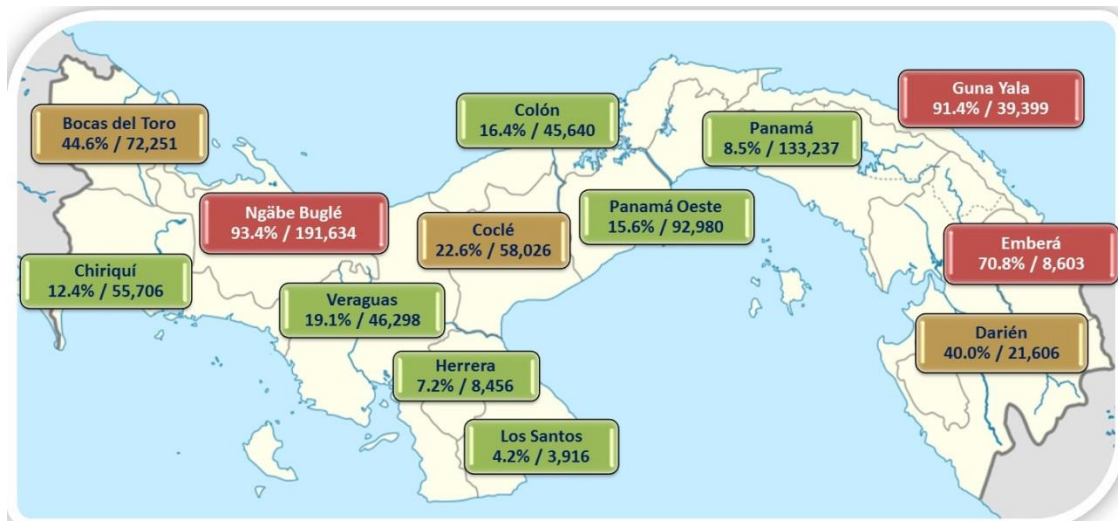 Guna Yala
91.4% / 39,399
Colón
16.4% / 45,640
Bocas del Toro
44.6% / 72,251
Panamá
8.5% / 133,237
Ngäbe Buglé
93.4% / 191,634
Panamá Oeste
15.6% / 92,980
Coclé
22.6% / 58,026
Emberá
70.8% / 8,603
Chiriquí
12.4% / 55,706
Veraguas
19.1% / 46,298
Darién
40.0% / 21,606
Herrera
7.2% / 8,456
Los Santos
4.2% / 3,916